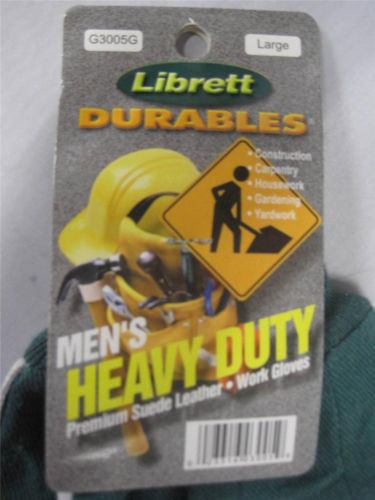 G3005G
Large
Librett
DURABLES
• Construction
• Carpentry
• Housework
• Gardening
• Yardwork
MEN'S
HEAVY DUTY
Premium Suede Leather • Work Gloves